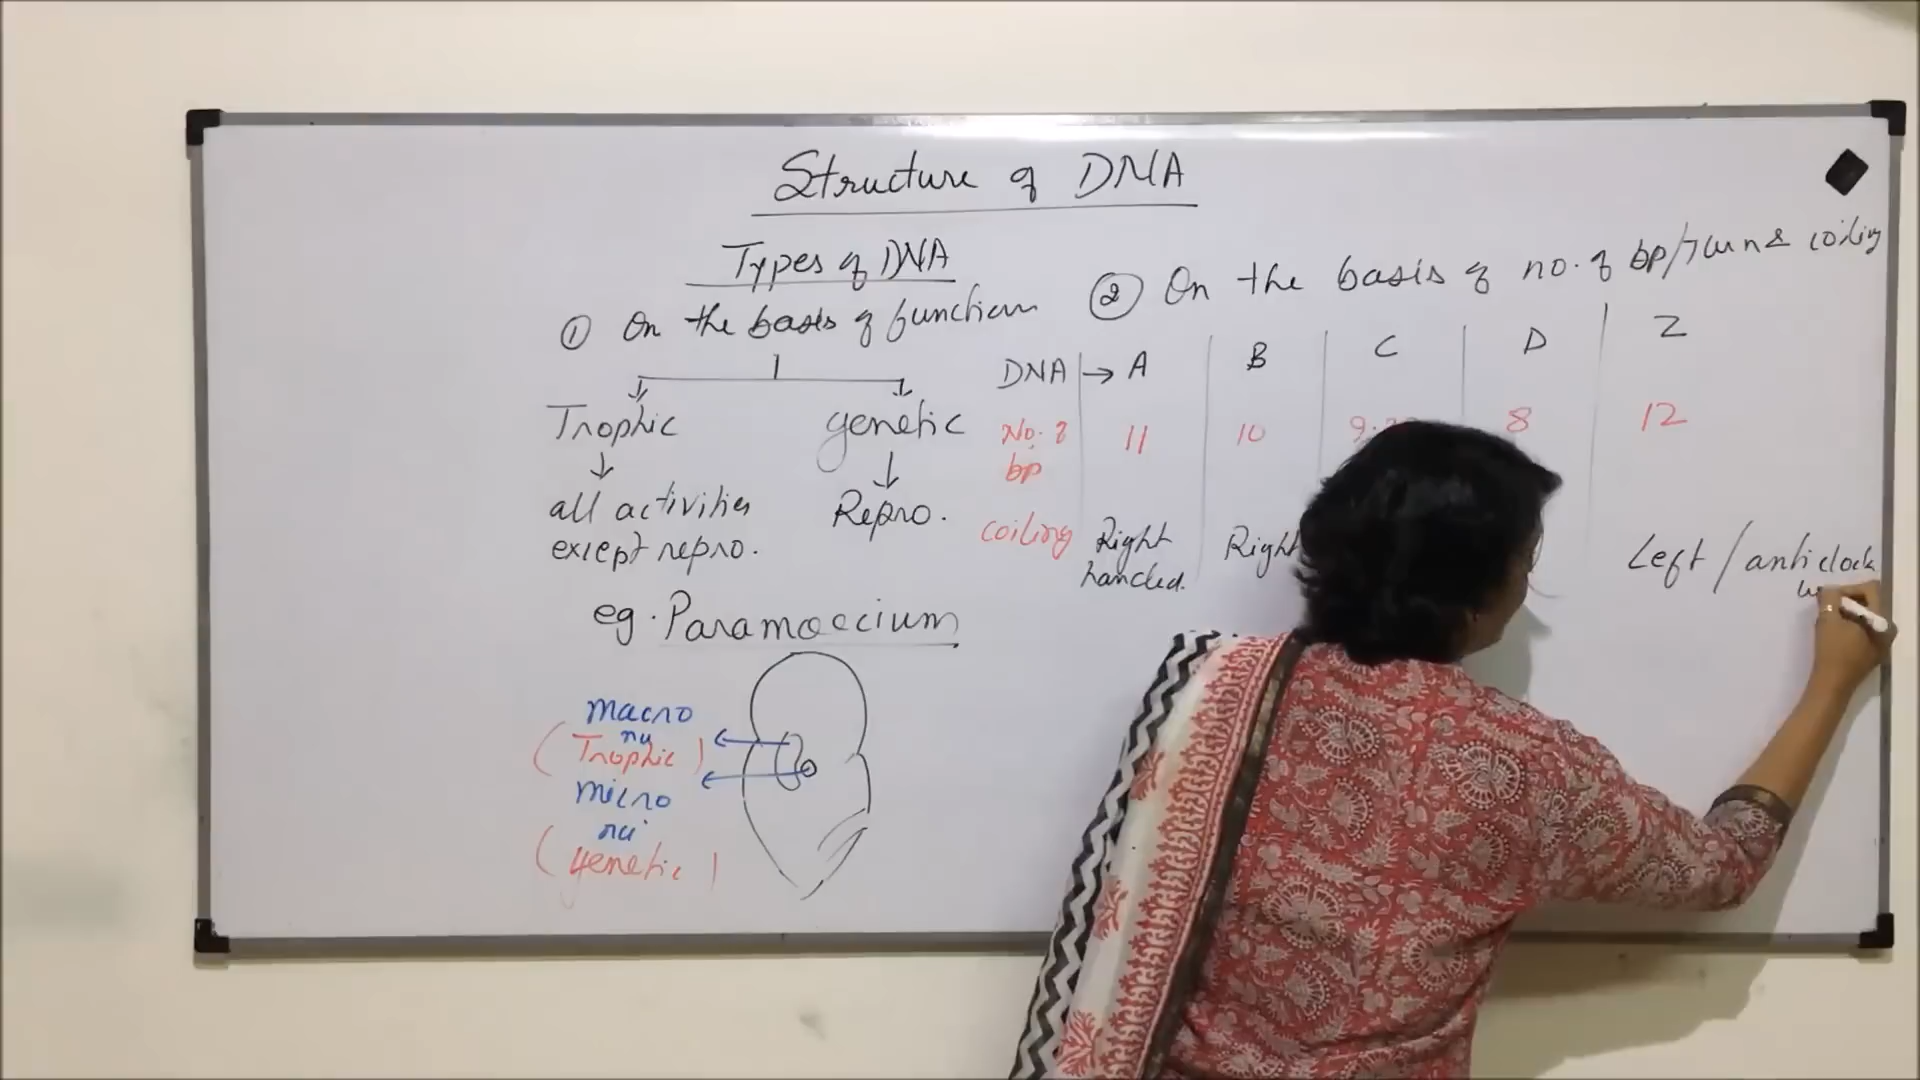 Structure of DNA
Types of DNA
① On the basis of function
Trophic genetic
all activities Repro.
except repro.
eg. Paramoecium
macro
nu
(Trophic)
micro
nu
(genetic)
② On the basis of no. of bp/turn & coiling
DNA → A B C D Z
No. of 11 10 8 12
bp
coiling Right Right Left / anticlock
handed.